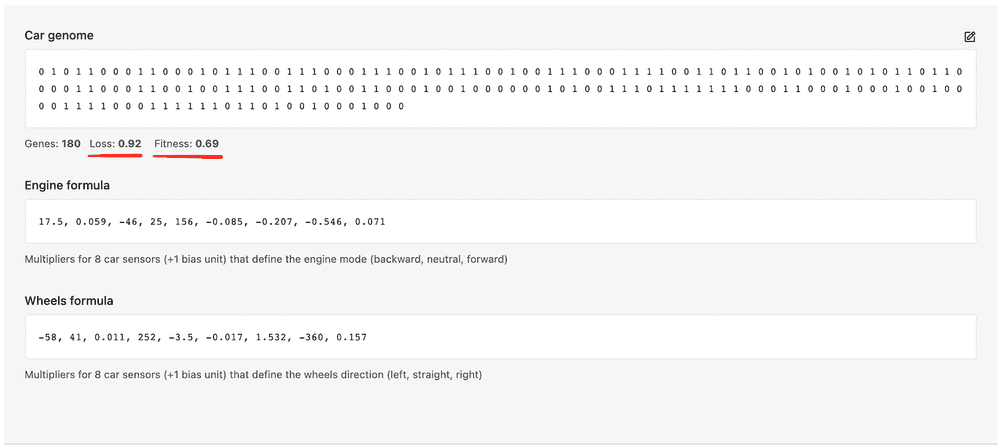 Car genome
0 1 0 1 1 0 0 0 1 1 0 0 0 1 0 1 1 1 0 0 1 1 1 0 0 0 1 1 1 0 0 1 0 1 1 1 0 0 1 0 0 1 1 1 0 0 0 1 1 1 1 0 0 1 1 0 1 1 0 0 1 0 1 0 0 1 0 1 0 1 1 0 1 1 0
0 0 0 1 1 0 0 0 1 1 0 0 1 0 0 1 1 1 0 0 1 1 0 1 0 0 1 1 0 0 0 1 0 0 1 0 0 0 0 0 0 0 1 0 1 0 0 1 1 1 0 1 1 1 1 1 1 1 0 0 0 1 1 0 0 0 1 0 0 0 1 0 0 1 0 0
0 0 1 1 1 1 0 0 0 1 1 1 1 1 1 0 1 1 0 1 0 0 1 0 0 0 1 0 0 0
Genes: 180 Loss: 0.92 Fitness: 0.69
Engine formula
17.5, 0.059, −46, 25, 156, −0.085, −0.207, −0.546, 0.071
Multipliers for 8 car sensors (+1 bias unit) that define the engine mode (backward, neutral, forward)
Wheels formula
−58, 41, 0.011, 252, −3.5, −0.017, 1.532, −360, 0.157
Multipliers for 8 car sensors (+1 bias unit) that define the wheels direction (left, straight, right)